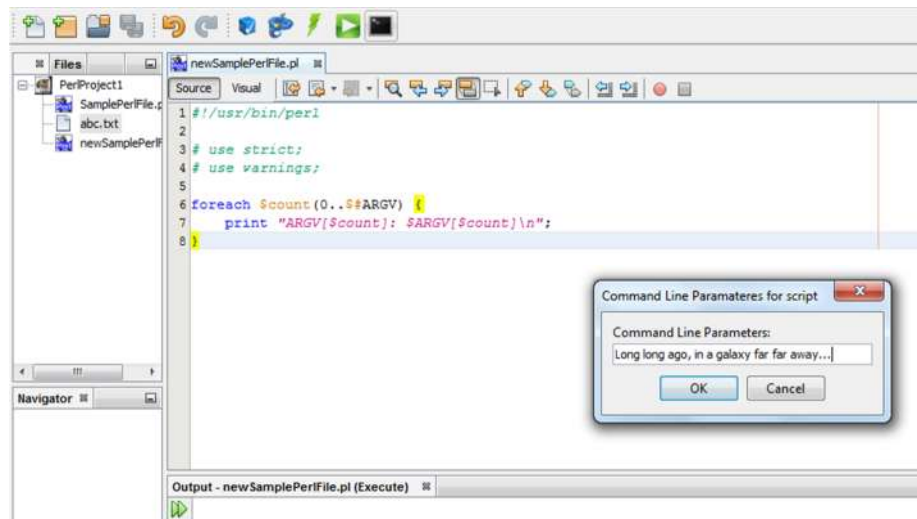 Files
PerlProject1
SamplePerlFile.p
abc.txt
newSamplePerlF
Navigator
newSamplePerlFile.pl
Source Visual
1 #!/usr/bin/perl
2
3 # use strict;
4 # use warnings;
5
6 foreach $count(0..$#ARGV) {
7 print "ARGV[$count]: $ARGV[$count]\n";
8 }
Command Line Paramateres for script
Command Line Parameters:
Long long ago, in a galaxy far far away...
OK Cancel
Output - newSamplePerlFile.pl (Execute)